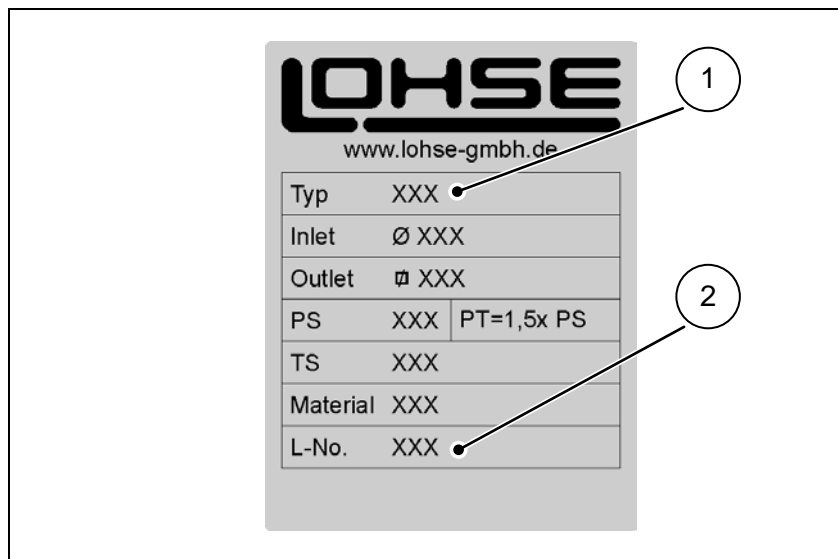 LOHSE
1
www.lohse-gmbh.de
Typ XXX
Inlet Ø XXX
Outlet ⌑ XXX
2
PS XXX PT=1,5x PS
TS XXX
Material XXX
L-No. XXX